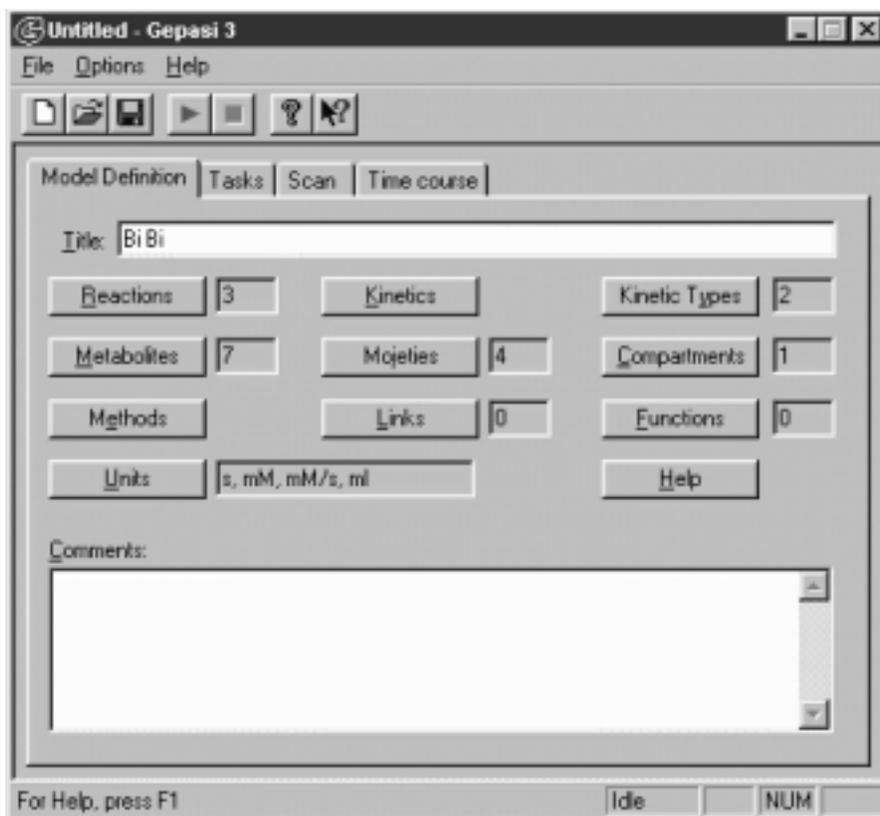 Untitled - Gepasi 3
File Options Help
Model Definition Tasks Scan Time course
Title: Bi Bi
Reactions 3 Kinetics Kinetic Types 2
Metabolites 7 Mojeties 4 Compartments 1
Methods Links 0 Functions 0
Units s, mM, mM/s, ml Help
Comments:
For Help, press F1 Idle NUM